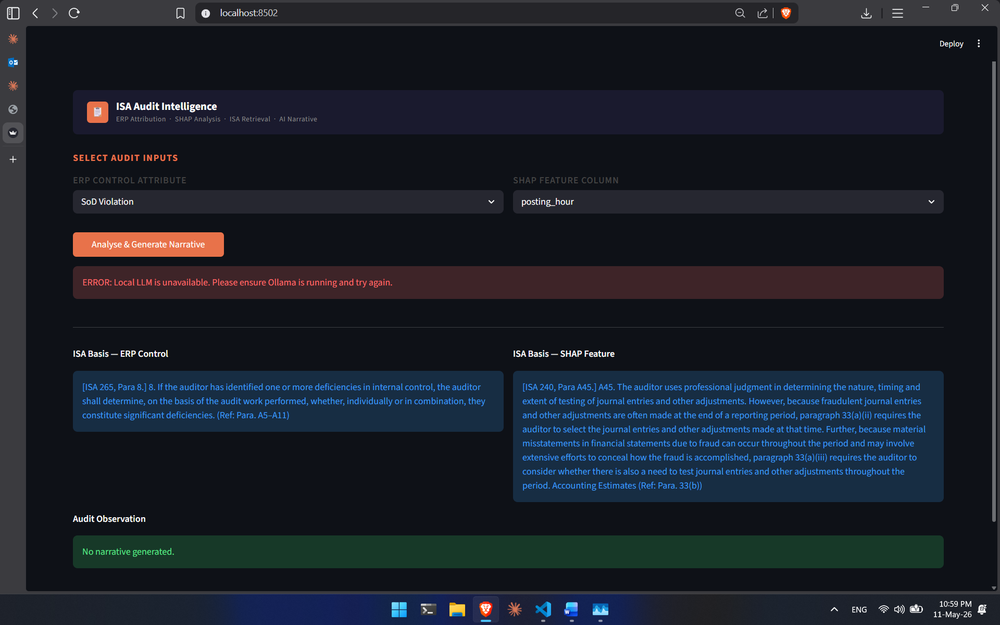 localhost:8502
Deploy
ISA Audit Intelligence
ERP Attribution · SHAP Analysis · ISA Retrieval · AI Narrative
SELECT AUDIT INPUTS
ERP CONTROL ATTRIBUTE
SoD Violation
SHAP FEATURE COLUMN
posting_hour
Analyse & Generate Narrative
ERROR: Local LLM is unavailable. Please ensure Ollama is running and try again.
ISA Basis — ERP Control
[ISA 265, Para 8.] 8. If the auditor has identified one or more deficiencies in internal control, the auditor
shall determine, on the basis of the audit work performed, whether, individually or in combination, they
constitute significant deficiencies. (Ref: Para. A5–A11)
ISA Basis — SHAP Feature
[ISA 240, Para A45.] A45. The auditor uses professional judgment in determining the nature, timing and
extent of testing of journal entries and other adjustments. However, because fraudulent journal entries
and other adjustments are often made at the end of a reporting period, paragraph 33(a)(ii) requires the
auditor to select the journal entries and other adjustments made at that time. Further, because material
misstatements in financial statements due to fraud can occur throughout the period and may involve
extensive efforts to conceal how the fraud is accomplished, paragraph 33(a)(iii) requires the auditor to
consider whether there is also a need to test journal entries and other adjustments throughout the
period. Accounting Estimates (Ref: Para. 33(b))
Audit Observation
No narrative generated.
ENG
10:59 PM
11-May-26